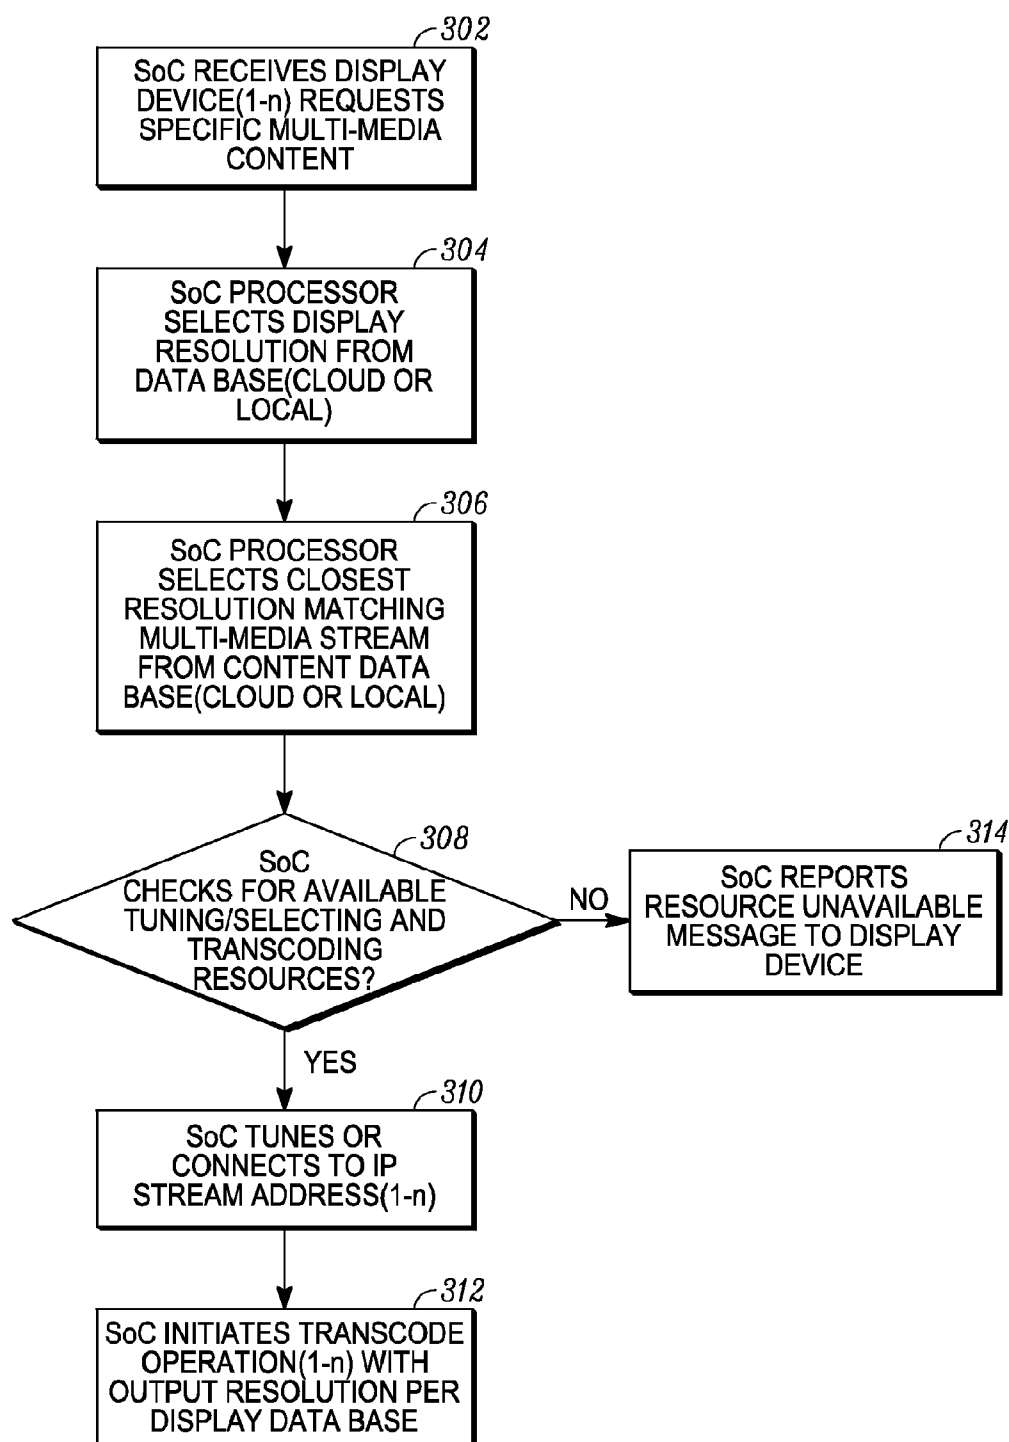 302
SoC RECEIVES DISPLAY
DEVICE(1-n) REQUESTS
SPECIFIC MULTI-MEDIA
CONTENT
304
SoC PROCESSOR
SELECTS DISPLAY
RESOLUTION FROM
DATA BASE(CLOUD OR
LOCAL)
306
SoC PROCESSOR
SELECTS CLOSEST
RESOLUTION MATCHING
MULTI-MEDIA STREAM
FROM CONTENT DATA
BASE(CLOUD OR LOCAL)
308
SoC
CHECKS FOR AVAILABLE
TUNING/SELECTING AND
TRANSCODING
RESOURCES?
NO
314
SoC REPORTS
RESOURCE UNAVAILABLE
MESSAGE TO DISPLAY
DEVICE
YES
310
SoC TUNES OR
CONNECTS TO IP
STREAM ADDRESS(1-n)
312
SoC INITIATES TRANSCODE
OPERATION(1-n) WITH
OUTPUT RESOLUTION PER
DISPLAY DATA BASE